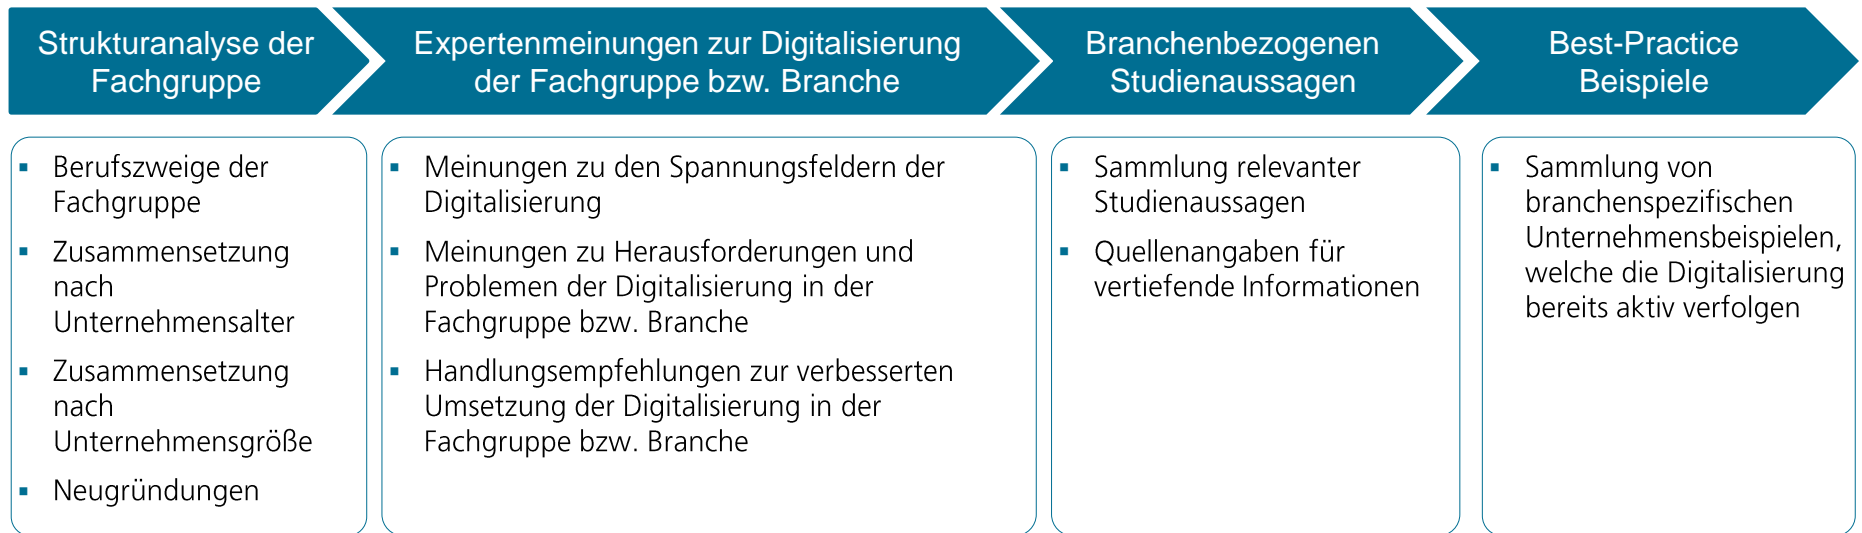 Strukturanalyse der
Fachgruppe
Expertenmeinungen zur Digitalisierung
der Fachgruppe bzw. Branche
Branchenbezogenen
Studienaussagen
Best-Practice
Beispiele
▪ Berufszweige der
Fachgruppe
▪ Zusammensetzung
nach
Unternehmensalter
▪ Zusammensetzung
nach
Unternehmensgröße
▪ Neugründungen
▪ Meinungen zu den Spannungsfeldern der
Digitalisierung
▪ Meinungen zu Herausforderungen und
Problemen der Digitalisierung in der
Fachgruppe bzw. Branche
▪ Handlungsempfehlungen zur verbesserten
Umsetzung der Digitalisierung in der
Fachgruppe bzw. Branche
▪ Sammlung relevanter
Studienaussagen
▪ Quellenangaben für
vertiefende Informationen
▪ Sammlung von
branchenspezifischen
Unternehmensbeispielen,
welche die Digitalisierung
bereits aktiv verfolgen